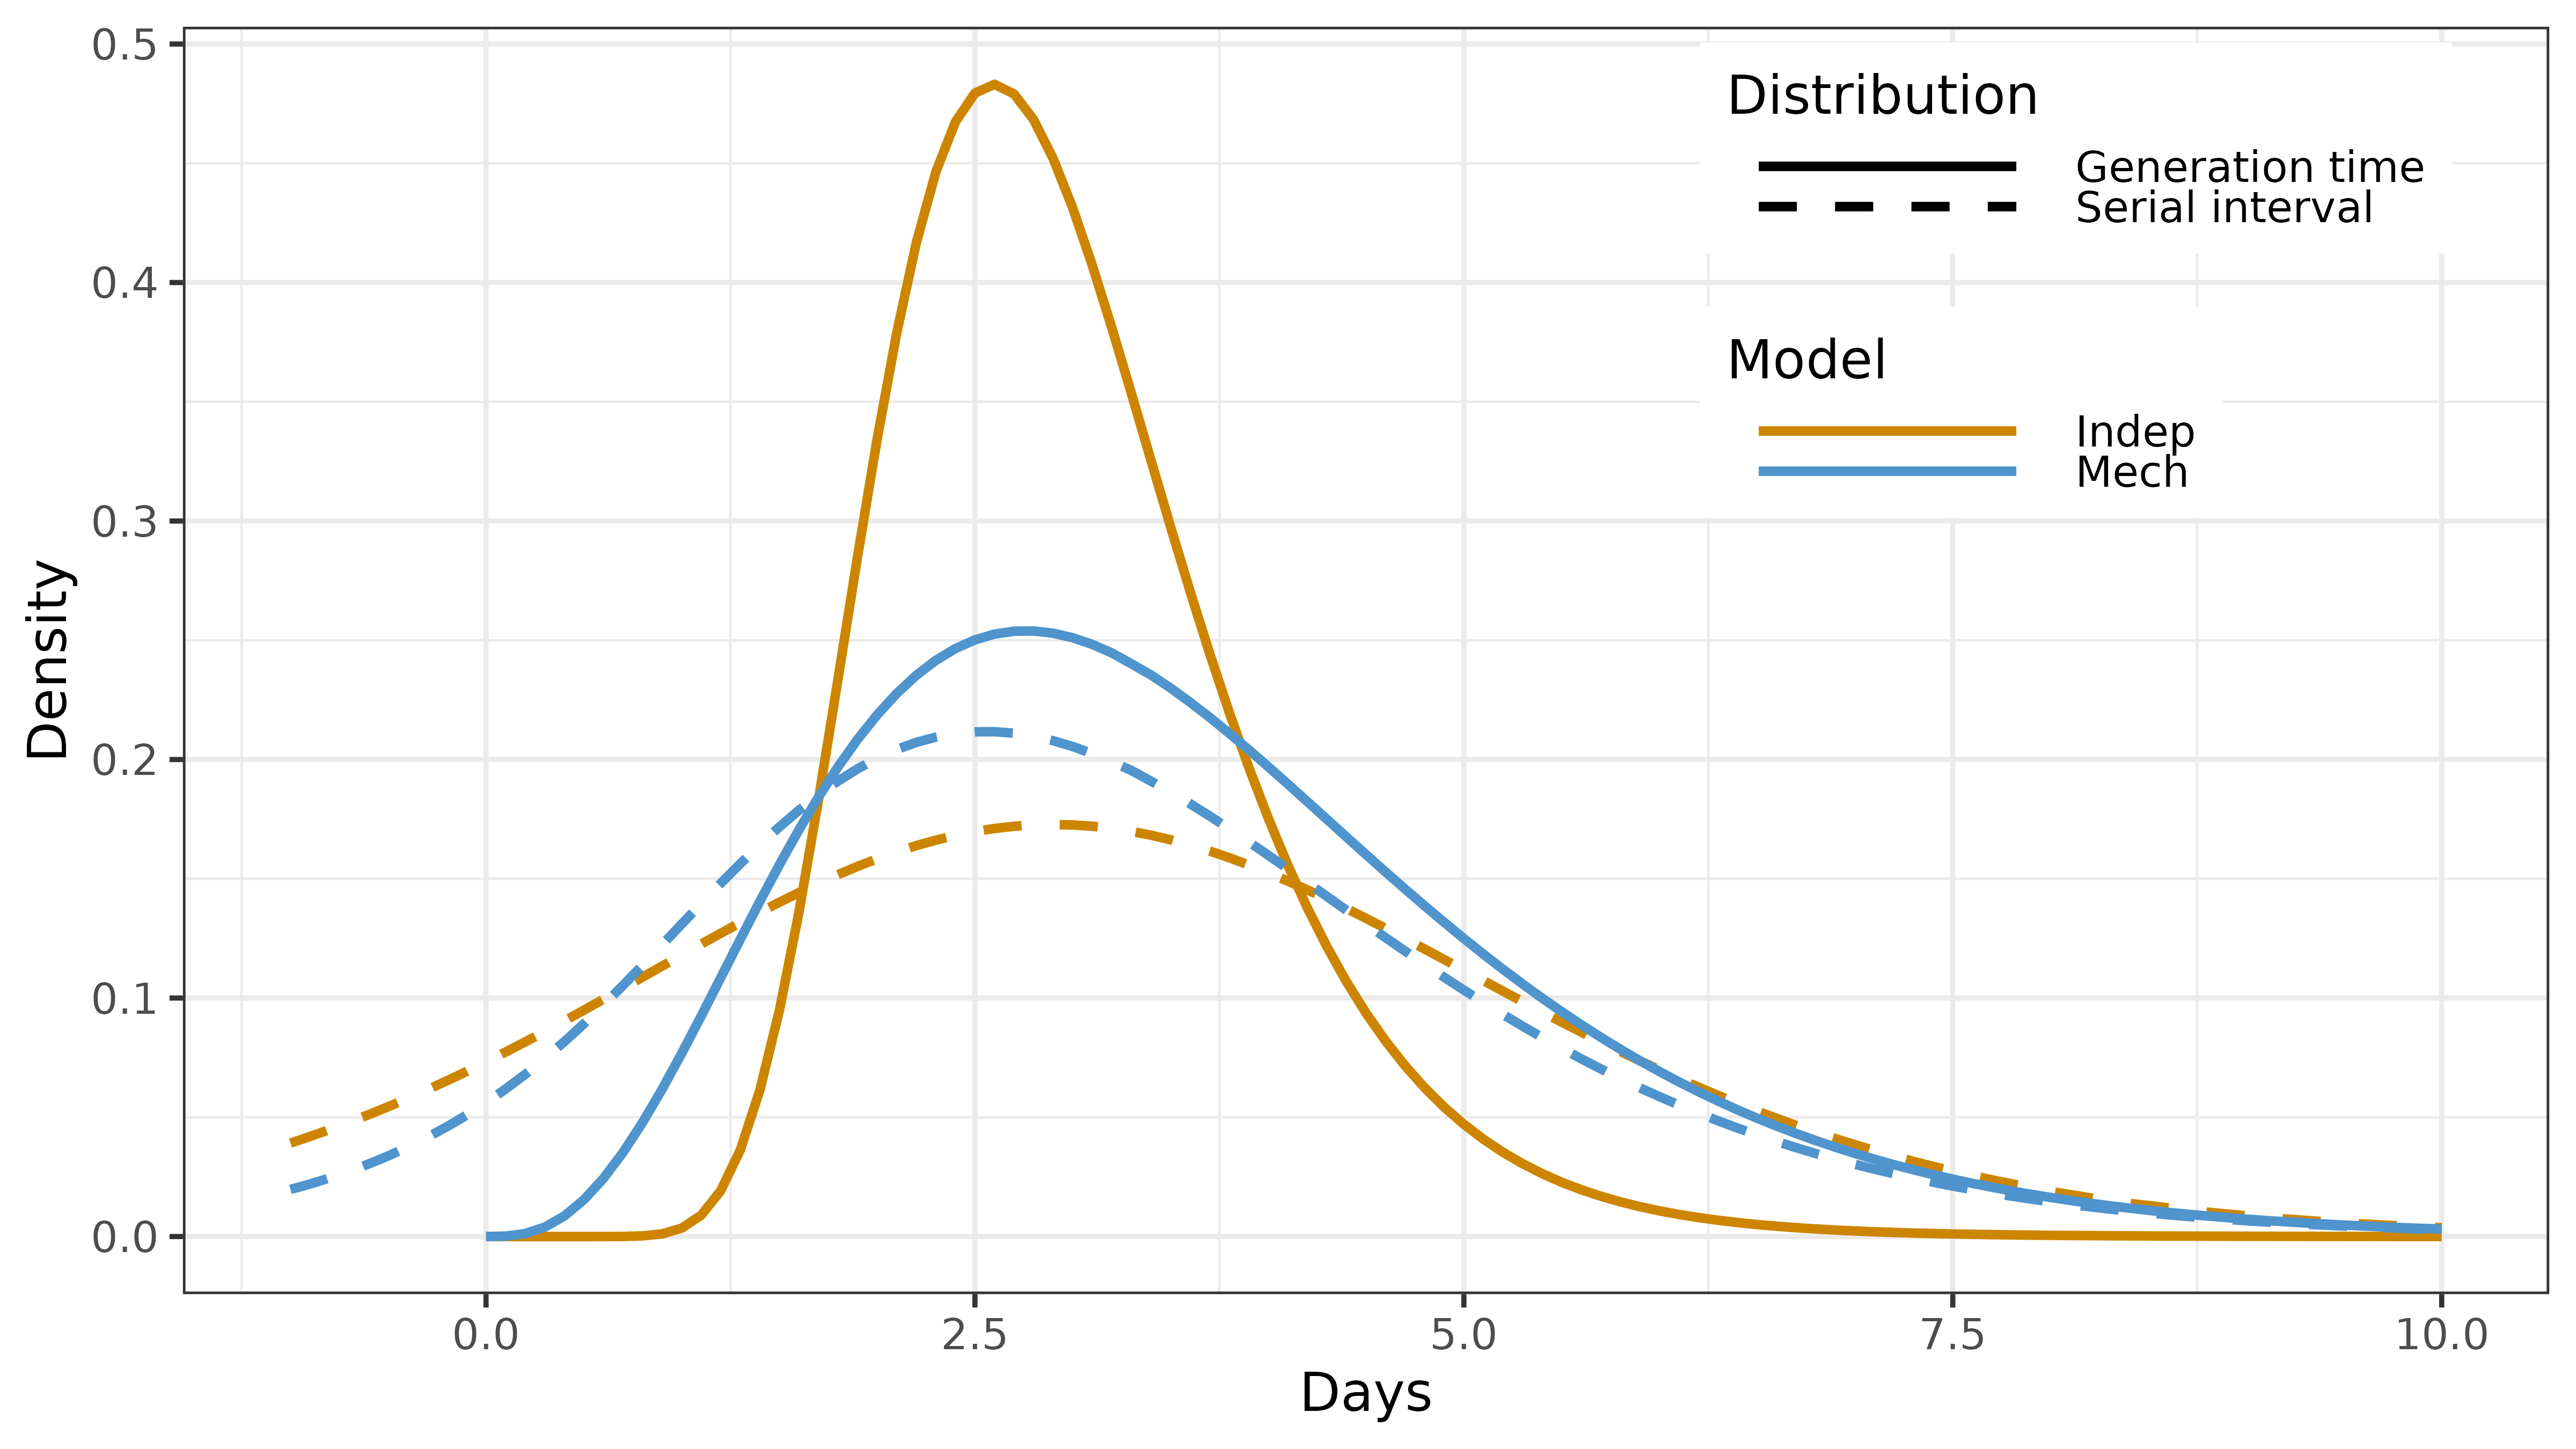 0.5
0.4
0.3
0.2
0.1
0.0
Density
0.0 2.5 5.0 7.5 10.0
Days
Distribution
Generation time
Serial interval
Model
Indep
Mech